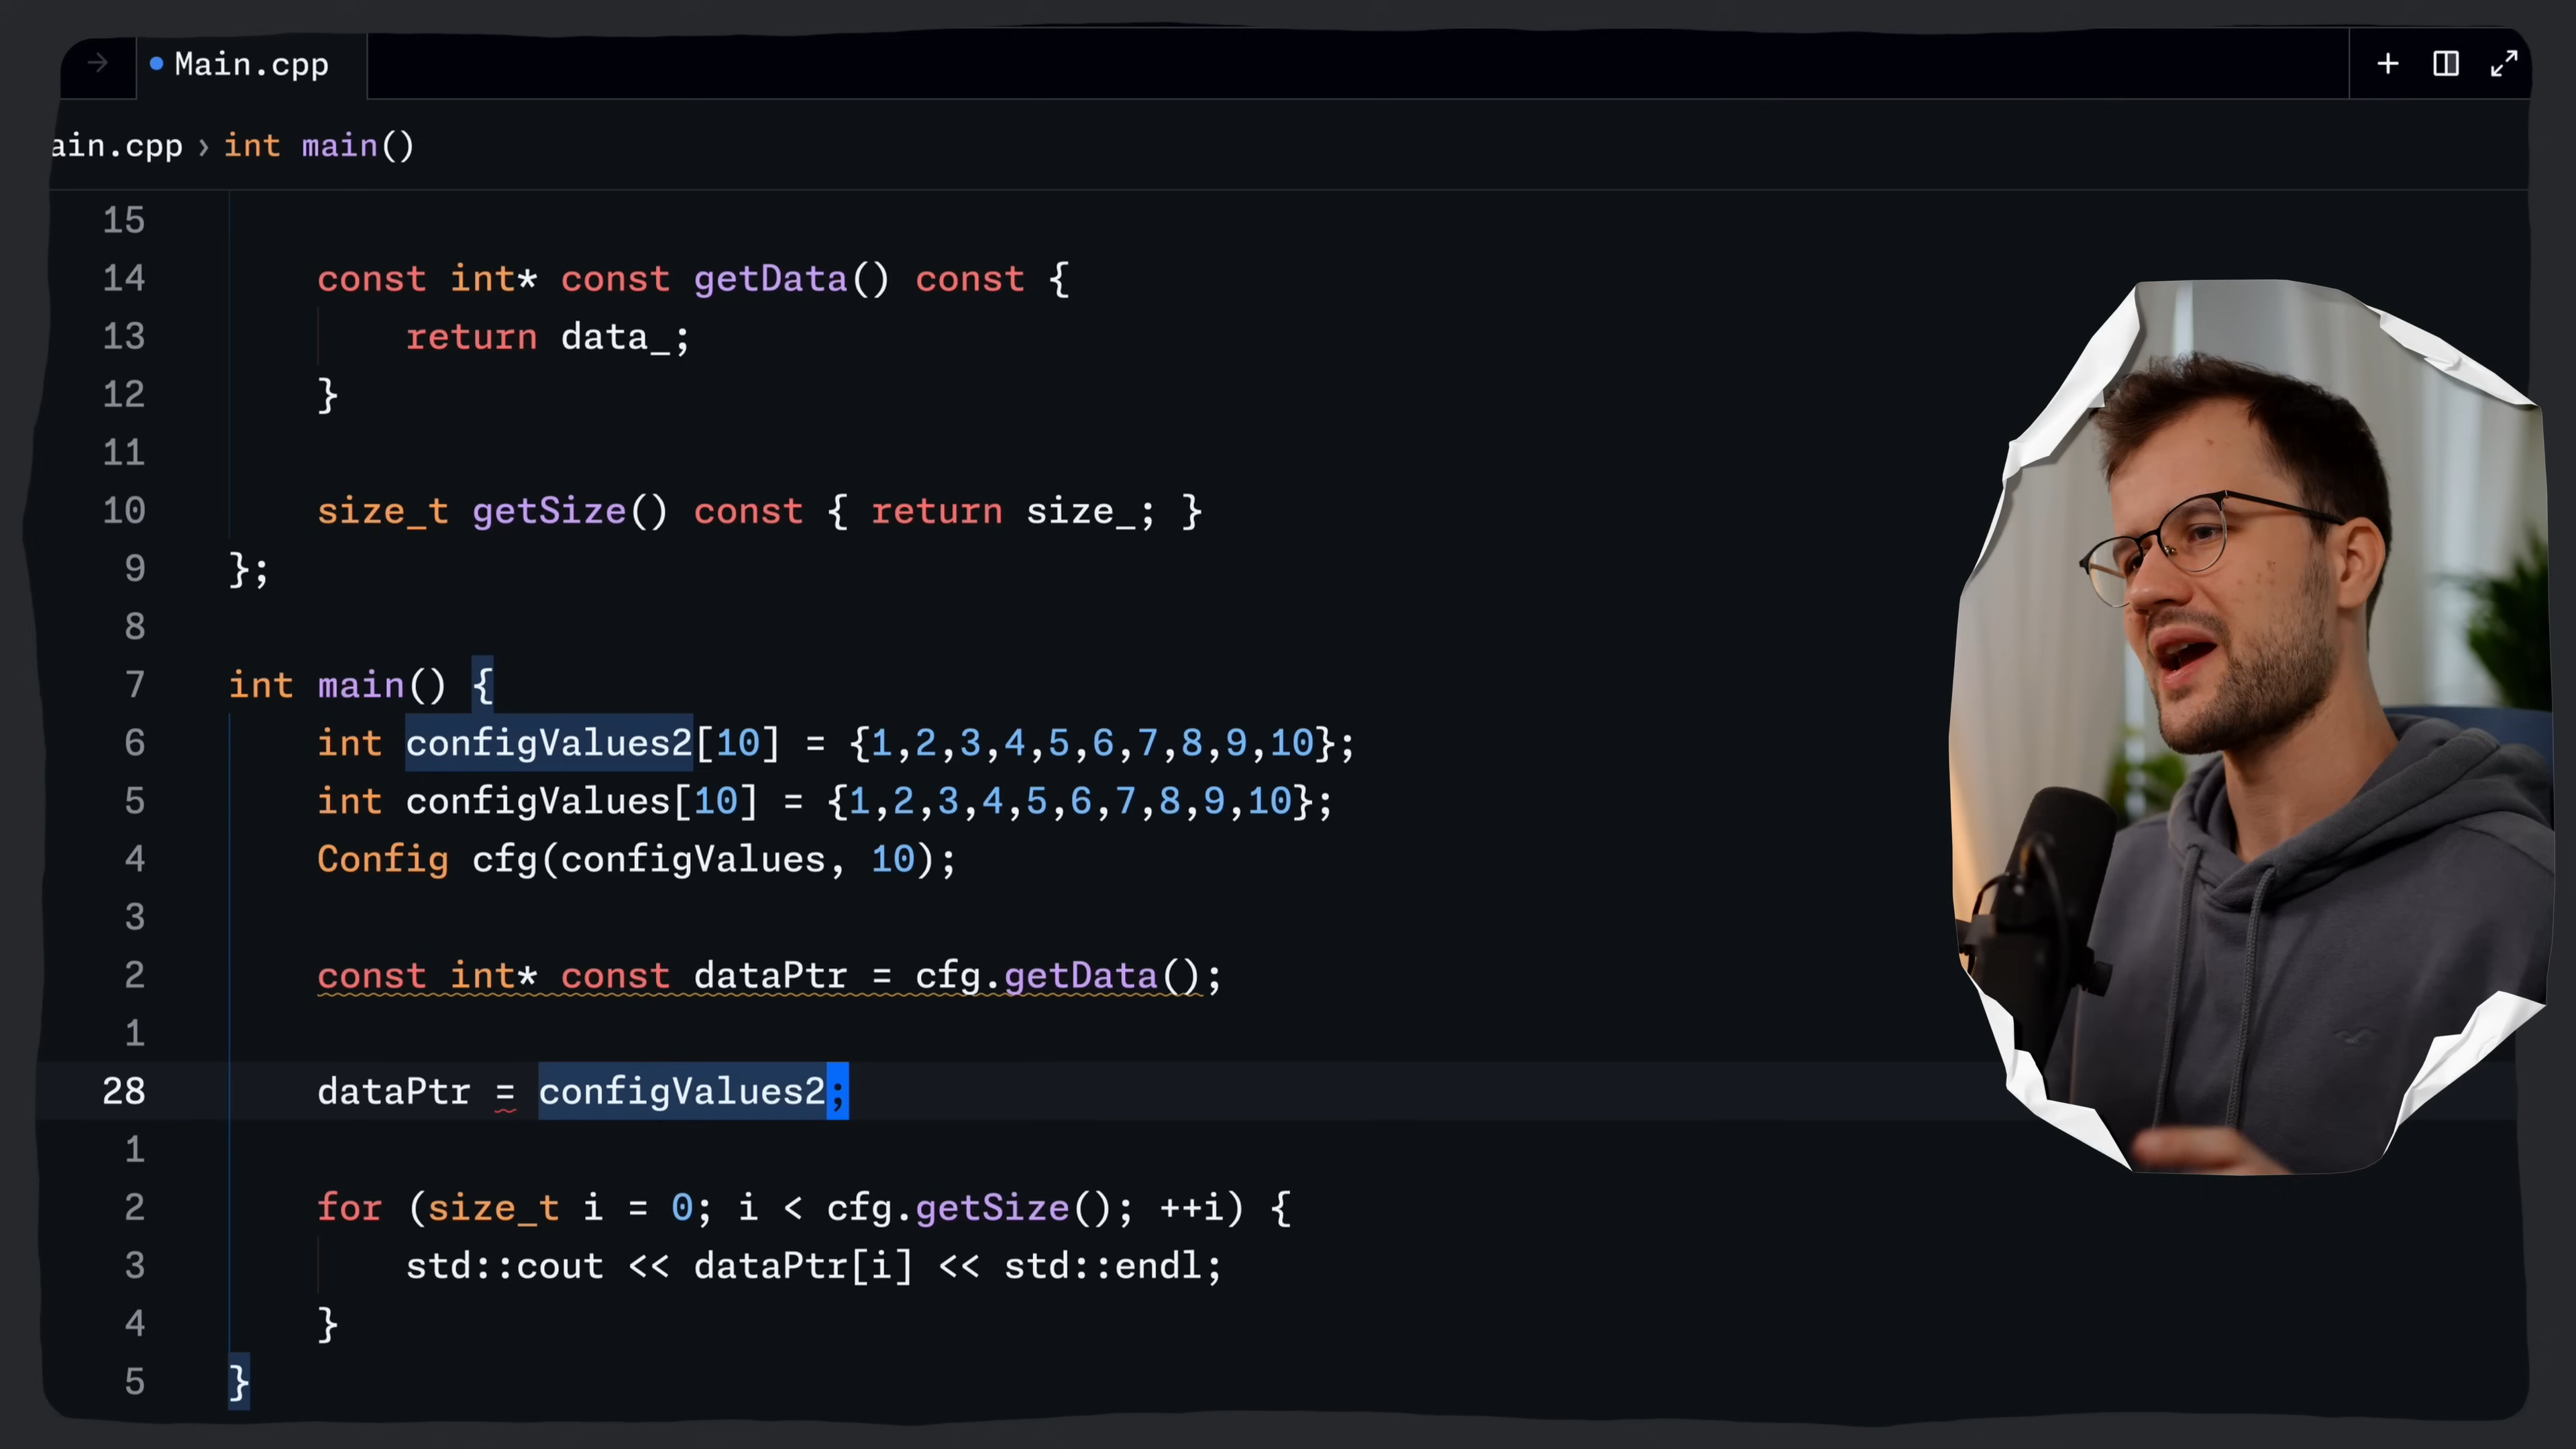 Main.cpp
ain.cpp › int main()
15
14 const int* const getData() const {
13 return data_;
12 }
11
10 size_t getSize() const { return size_; }
9 };
8
7 int main() {
6 int configValues2[10] = {1,2,3,4,5,6,7,8,9,10};
5 int configValues[10] = {1,2,3,4,5,6,7,8,9,10};
4 Config cfg(configValues, 10);
3
2 const int* const dataPtr = cfg.getData();
1
28 dataPtr = configValues2;
1
2 for (size_t i = 0; i < cfg.getSize(); ++i) {
3 std::cout << dataPtr[i] << std::endl;
4 }
5 }